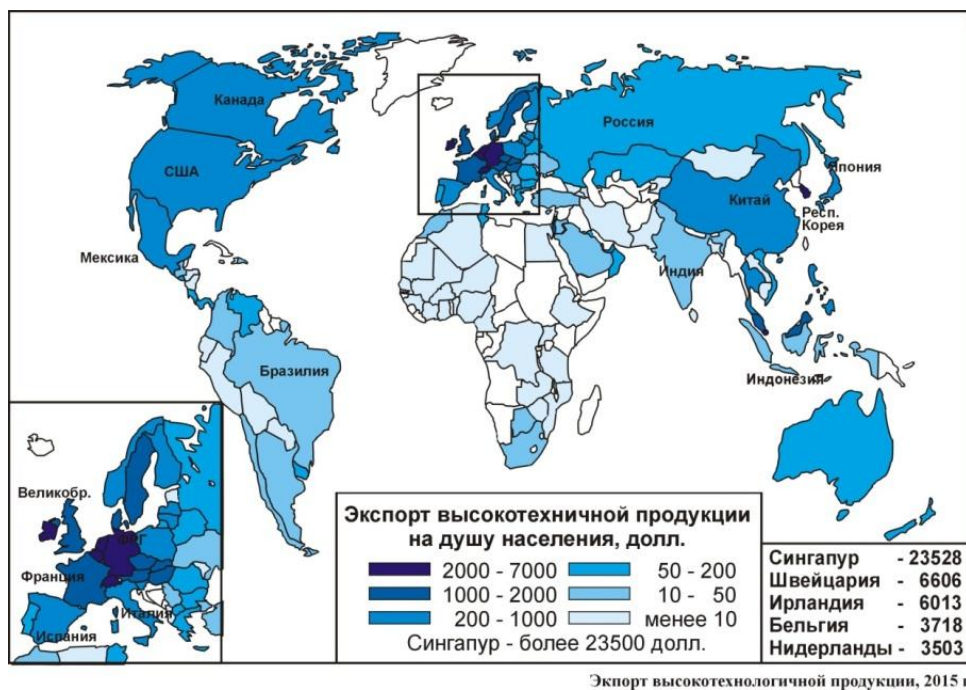 Канада
США
Мексика
Бразилия
Россия
Япония
Китай
Респ.
Корея
Индия
Индонезия
Великобр.
ФРГ
Франция
Италия
Испания
Экспорт высокотехничной продукции
на душу населения, долл.
2000 - 7000
50 - 200
1000 - 2000
10 - 50
200 - 1000
менее 10
Сингапур - более 23500 долл.
Сингапур - 23528
Швейцария - 6606
Ирландия - 6013
Бельгия - 3718
Нидерланды - 3503
Экпорт высокотехнологичной продукции, 2015 г